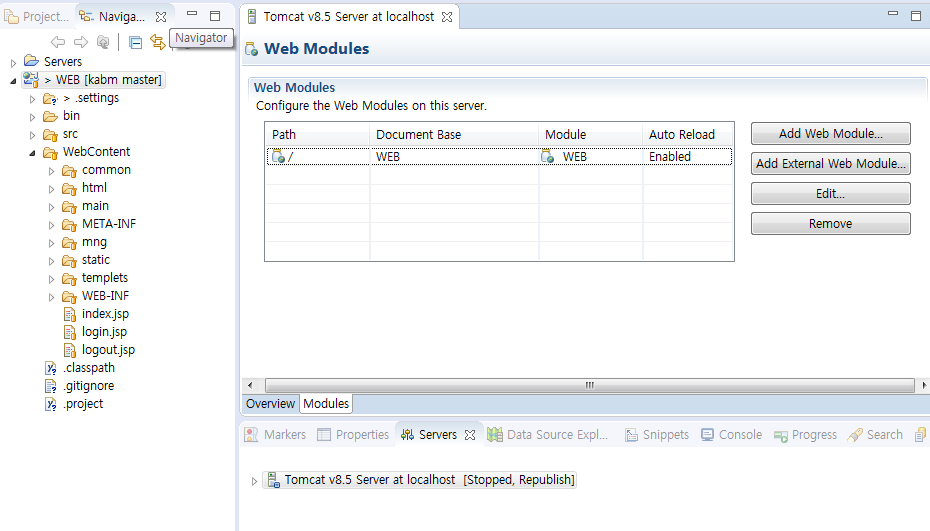 Project...
Naviga...
Navigator
Servers
> WEB [kabm master]
> .settings
bin
src
WebContent
common
html
main
META-INF
mng
static
templets
WEB-INF
index.jsp
login.jsp
logout.jsp
.classpath
.gitignore
.project
Tomcat v8.5 Server at localhost
Web Modules
Web Modules
Configure the Web Modules on this server.
Path Document Base Module Auto Reload
/ WEB WEB Enabled
Add Web Module...
Add External Web Module...
Edit...
Remove
Overview Modules
Markers Properties Servers Data Source Expl... Snippets Console Progress Search
Tomcat v8.5 Server at localhost [Stopped, Republish]